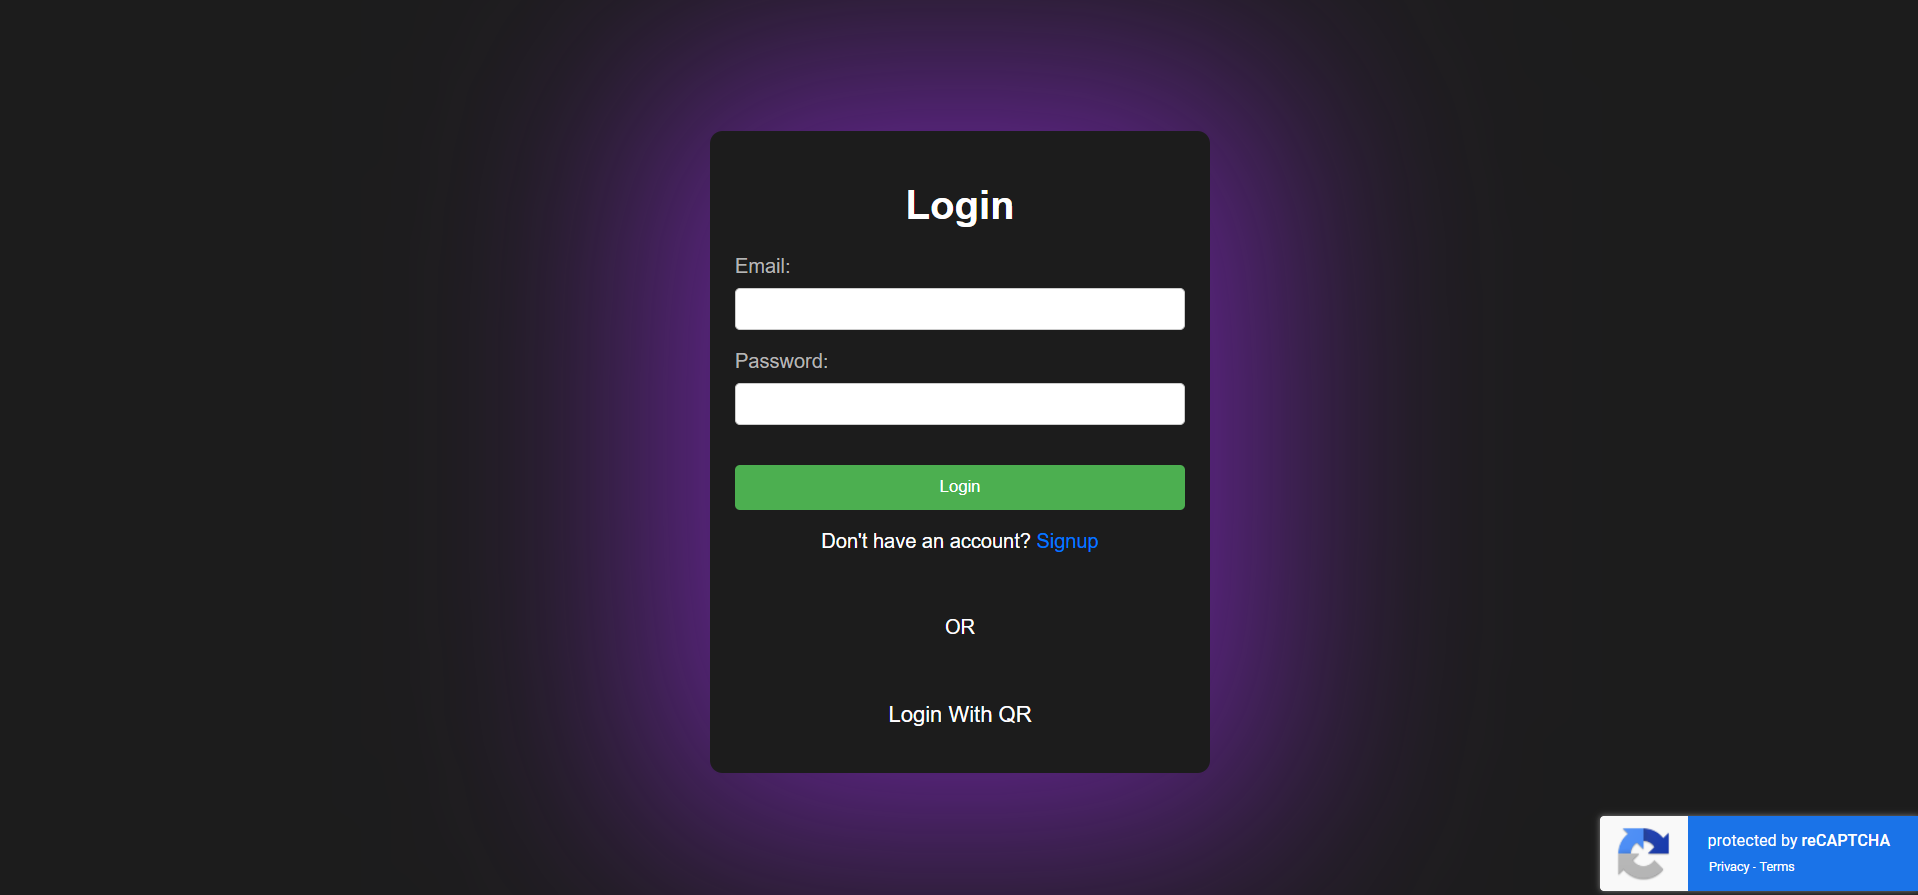 Login
Email:
Password:
Login
Don't have an account? Signup
OR
Login With QR
protected by reCAPTCHA
Privacy - Terms